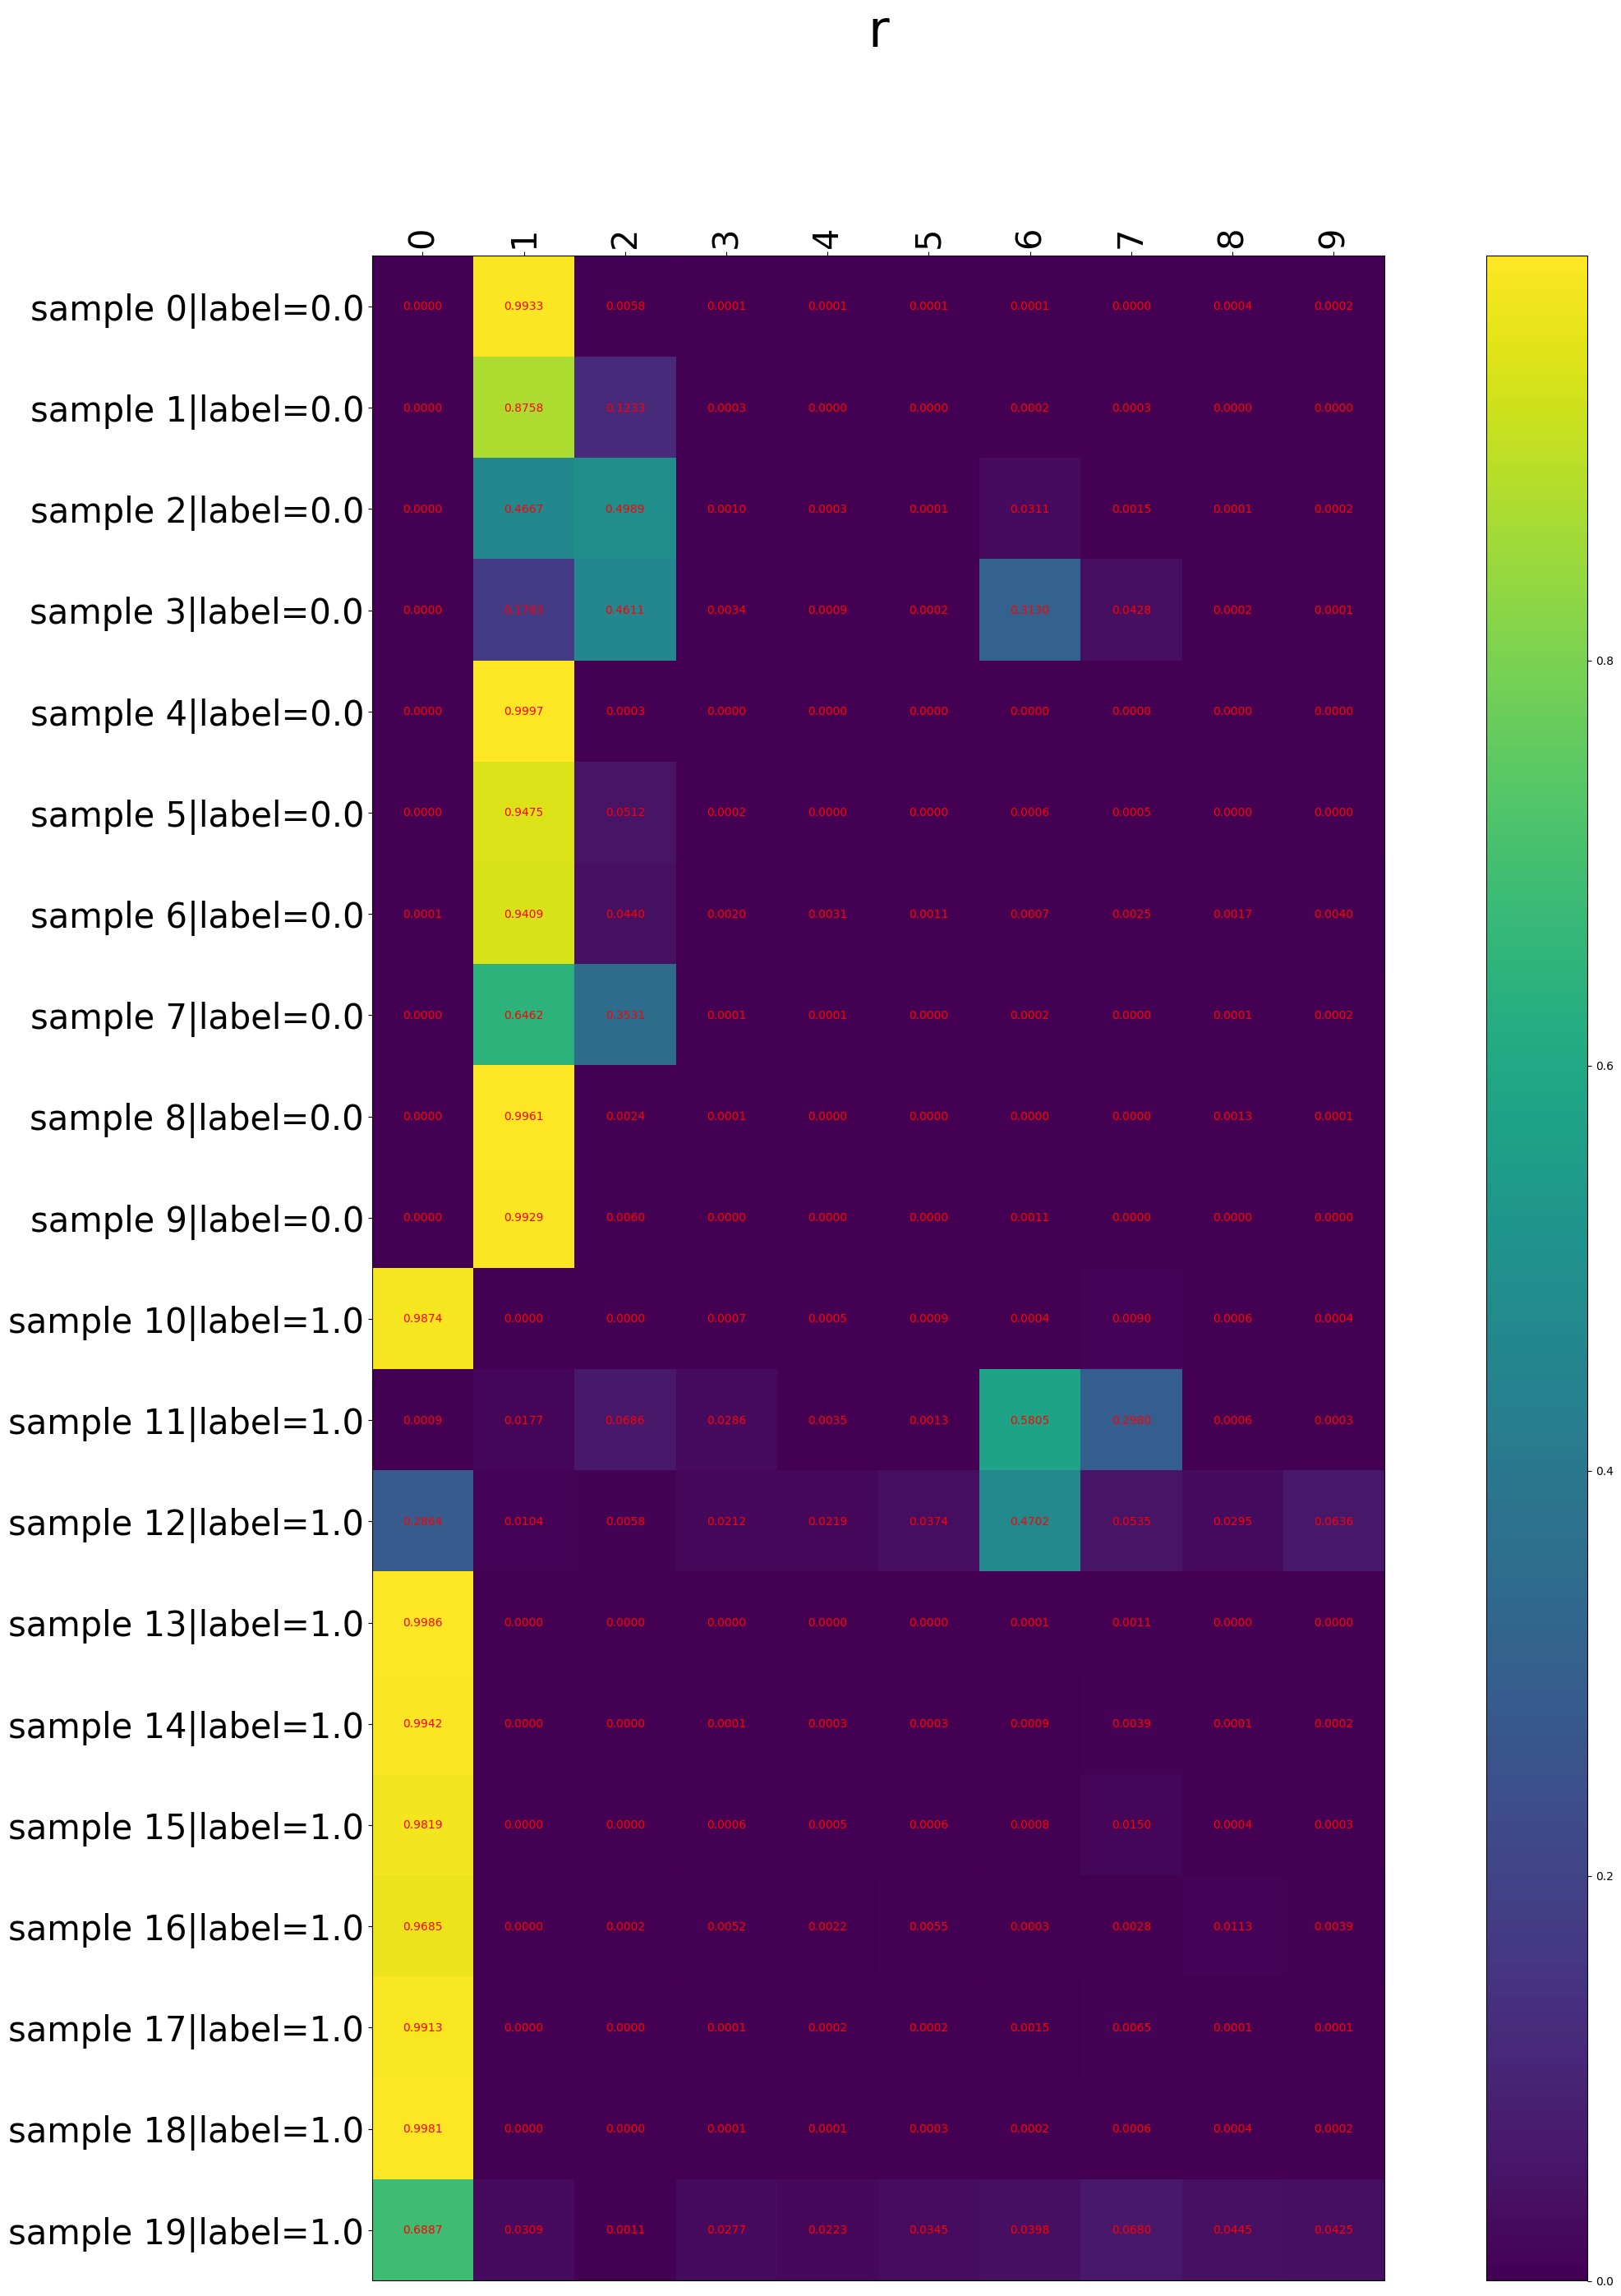 r
0 1 2 3 4 5 6 7 8 9
sample 0|label=0.0 0.0000 0.9933 0.0058 0.0001 0.0001 0.0001 0.0001 0.0000 0.0004 0.0002
sample 1|label=0.0 0.0000 0.8758 0.1233 0.0003 0.0000 0.0000 0.0002 0.0003 0.0000 0.0000
sample 2|label=0.0 0.0000 0.4667 0.4989 0.0010 0.0003 0.0001 0.0311 0.0015 0.0001 0.0002
sample 3|label=0.0 0.0000 0.4611 0.0034 0.0009 0.0002 0.3130 0.0428 0.0002 0.0001
0.8
sample 4|label=0.0 0.0000 0.9997 0.0003 0.0000 0.0000 0.0000 0.0000 0.0000 0.0000 0.0000
sample 5|label=0.0 0.0000 0.9475 0.0512 0.0002 0.0000 0.0000 0.0006 0.0005 0.0000 0.0000
sample 6|label=0.0 0.0001 0.9409 0.0440 0.0020 0.0031 0.0011 0.0007 0.0025 0.0017 0.0040
sample 7|label=0.0 0.0000 0.6462 0.3531 0.0001 0.0001 0.0000 0.0002 0.0000 0.0001 0.0002
0.6
sample 8|label=0.0 0.0000 0.9961 0.0024 0.0001 0.0000 0.0000 0.0000 0.0000 0.0013 0.0001
sample 9|label=0.0 0.0000 0.9929 0.0060 0.0000 0.0000 0.0000 0.0011 0.0000 0.0000 0.0000
sample 10|label=1.0 0.9874 0.0000 0.0000 0.0007 0.0005 0.0009 0.0004 0.0090 0.0006 0.0004
sample 11|label=1.0 0.0009 0.0177 0.0686 0.0286 0.0035 0.0013 0.5805 0.2980 0.0006 0.0003
0.4
sample 12|label=1.0 0.2864 0.0104 0.0058 0.0212 0.0219 0.0374 0.4702 0.0535 0.0295 0.0636
sample 13|label=1.0 0.9986 0.0000 0.0000 0.0000 0.0000 0.0000 0.0001 0.0011 0.0000 0.0000
sample 14|label=1.0 0.9942 0.0000 0.0000 0.0001 0.0003 0.0003 0.0009 0.0039 0.0001 0.0002
sample 15|label=1.0 0.9819 0.0000 0.0000 0.0006 0.0005 0.0006 0.0008 0.0150 0.0004 0.0003
0.2
sample 16|label=1.0 0.9685 0.0000 0.0002 0.0052 0.0022 0.0055 0.0003 0.0028 0.0113 0.0039
sample 17|label=1.0 0.9913 0.0000 0.0000 0.0001 0.0002 0.0002 0.0015 0.0065 0.0001 0.0001
sample 18|label=1.0 0.9981 0.0000 0.0000 0.0001 0.0001 0.0003 0.0002 0.0006 0.0004 0.0002
sample 19|label=1.0 0.6887 0.0309 0.0011 0.0277 0.0223 0.0345 0.0398 0.0680 0.0445 0.0425
0.0